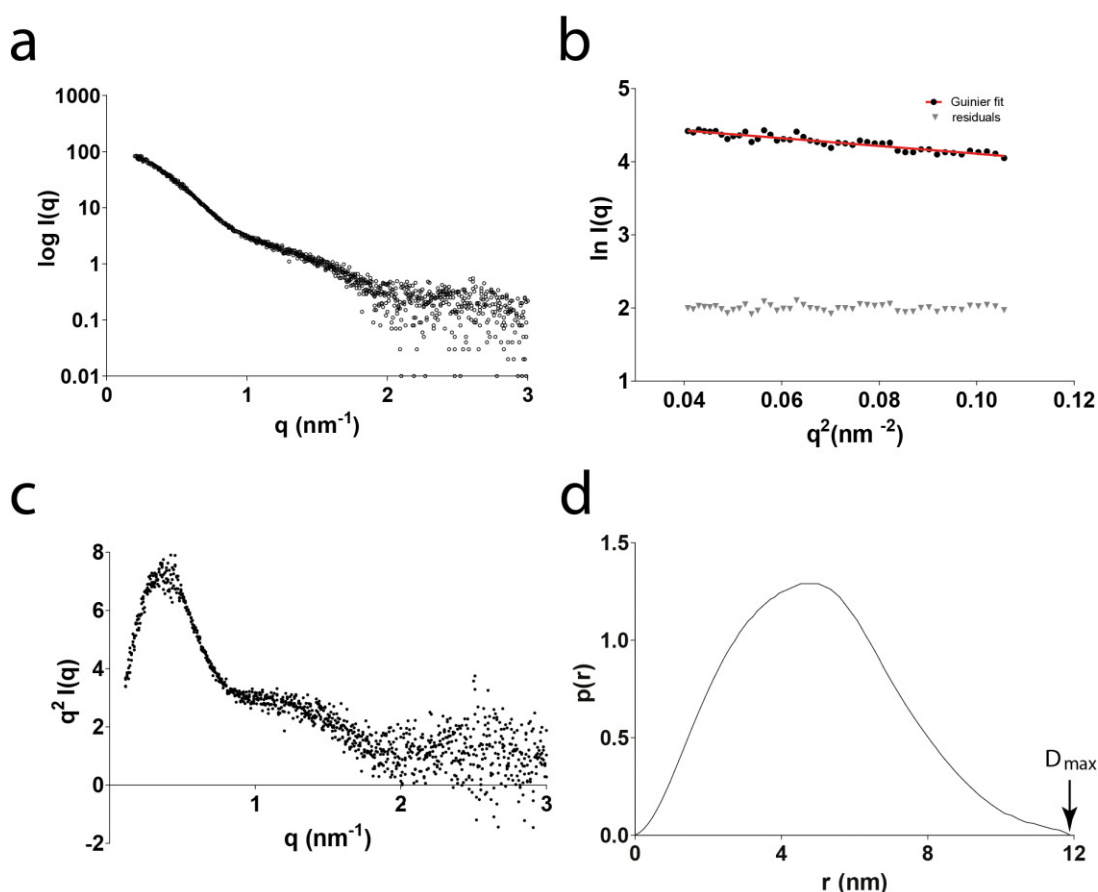 a
1000
100
10
1
0.1
0.01
log I(q)
0
1
2
3
q (nm⁻¹)
b
5
4
3
2
1
ln I(q)
Guinier fit
residuals
0.04
0.06
0.08
0.10
0.12
q²(nm⁻²)
c
8
6
4
2
0
-2
q² I(q)
1
2
3
q (nm⁻¹)
d
1.5
1.0
0.5
0.0
p(r)
Dmax
0
4
8
12
r (nm)